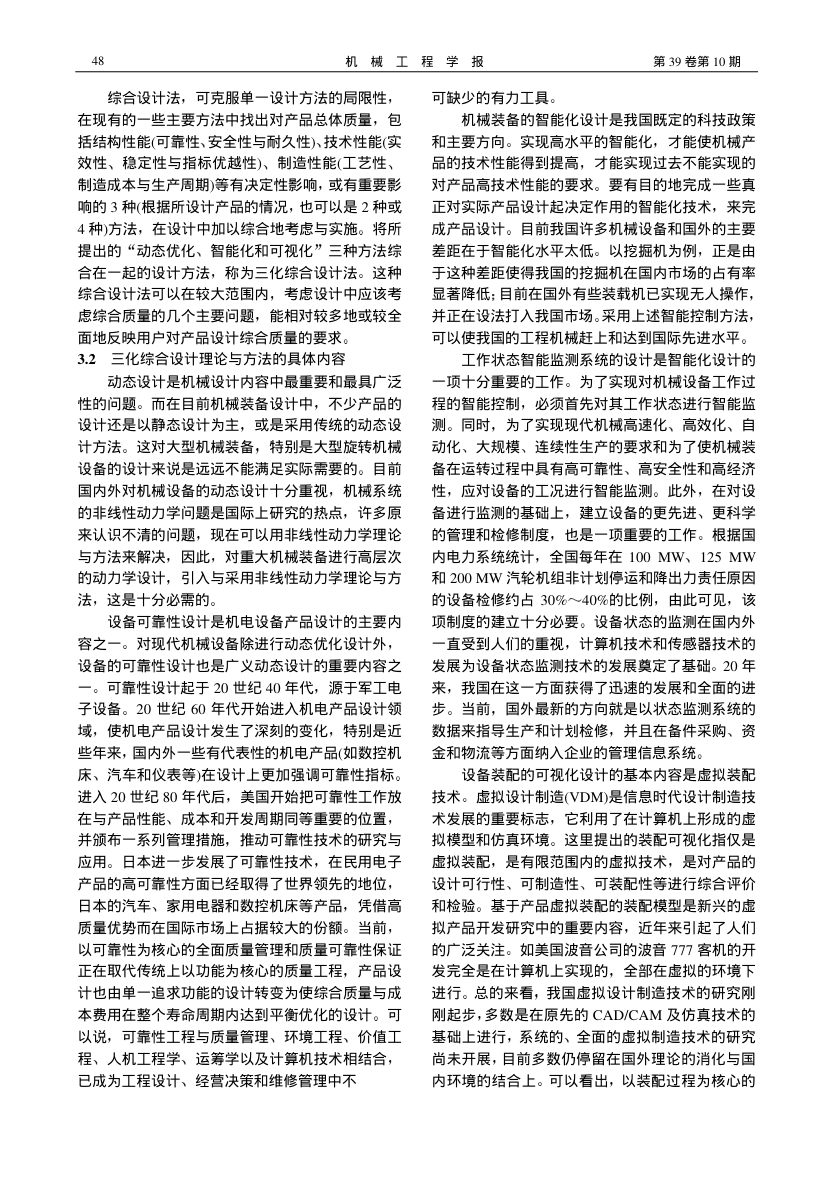 48
机 械 工 程 学 报
第 39 卷第 10 期
综合设计法，可克服单一设计方法的局限性，
在现有的一些主要方法中找出对产品总体质量，包
括结构性能(可靠性、安全性与耐久性)、技术性能(实
效性、稳定性与指标优越性)、制造性能(工艺性、
制造成本与生产周期)等有决定性影响，或有重要影
响的 3 种(根据所设计产品的情况，也可以是 2 种或
4 种)方法，在设计中加以综合地考虑与实施。将所
提出的“动态优化、智能化和可视化”三种方法综
合在一起的设计方法，称为三化综合设计法。这种
综合设计法可以在较大范围内，考虑设计中应该考
虑综合质量的几个主要问题，能相对较多地或较全
面地反映用户对产品设计综合质量的要求。
3.2 三化综合设计理论与方法的具体内容
动态设计是机械设计内容中最重要和最具广泛
性的问题。而在目前机械装备设计中，不少产品的
设计还是以静态设计为主，或是采用传统的动态设
计方法。这对大型机械装备，特别是大型旋转机械
设备的设计来说是远远不能满足实际需要的。目前
国内外对机械设备的动态设计十分重视，机械系统
的非线性动力学问题是国际上研究的热点，许多原
来认识不清的问题，现在可以用非线性动力学理论
与方法来解决，因此，对重大机械装备进行高层次
的动力学设计，引入与采用非线性动力学理论与方
法，这是十分必需的。
设备可靠性设计是机电设备产品设计的主要内
容之一。对现代机械设备除进行动态优化设计外，
设备的可靠性设计也是广义动态设计的重要内容之
一。可靠性设计起于 20 世纪 40 年代，源于军工电
子设备。20 世纪 60 年代开始进入机电产品设计领
域，使机电产品设计发生了深刻的变化，特别是近
些年来，国内外一些有代表性的机电产品(如数控机
床、汽车和仪表等)在设计上更加强调可靠性指标。
进入 20 世纪 80 年代后，美国开始把可靠性工作放
在与产品性能、成本和开发周期同等重要的位置，
并颁布一系列管理措施，推动可靠性技术的研究与
应用。日本进一步发展了可靠性技术，在民用电子
产品的高可靠性方面已经取得了世界领先的地位，
日本的汽车、家用电器和数控机床等产品，凭借高
质量优势而在国际市场上占据较大的份额。当前，
以可靠性为核心的全面质量管理和质量可靠性保证
正在取代传统上以功能为核心的质量工程，产品设
计也由单一追求功能的设计转变为使综合质量与成
本费用在整个寿命周期内达到平衡优化的设计。可
以说，可靠性工程与质量管理、环境工程、价值工
程、人机工程学、运筹学以及计算机技术相结合，
已成为工程设计、经营决策和维修管理中不
可缺少的有力工具。
机械装备的智能化设计是我国既定的科技政策
和主要方向。实现高水平的智能化，才能使机械产
品的技术性能得到提高，才能实现过去不能实现的
对产品高技术性能的要求。要有目的地完成一些真
正对实际产品设计起决定作用的智能化技术，来完
成产品设计。目前我国许多机械设备和国外的主要
差距在于智能化水平太低。以挖掘机为例，正是由
于这种差距使得我国的挖掘机在国内市场的占有率
显著降低；目前在国外有些装载机已实现无人操作，
并正在设法打入我国市场。采用上述智能控制方法，
可以使我国的工程机械赶上和达到国际先进水平。
工作状态智能监测系统的设计是智能化设计的
一项十分重要的工作。为了实现对机械设备工作过
程的智能控制，必须首先对其工作状态进行智能监
测。同时，为了实现现代机械高速化、高效化、自
动化、大规模、连续性生产的要求和为了使机械装
备在运转过程中具有高可靠性、高安全性和高经济
性，应对设备的工况进行智能监测。此外，在对设
备进行监测的基础上，建立设备的更先进、更科学
的管理和检修制度，也是一项重要的工作。根据国
内电力系统统计，全国每年在 100 MW、125 MW
和 200 MW 汽轮机组非计划停运和降出力责任原因
的设备检修约占 30%～40%的比例，由此可见，该
项制度的建立十分必要。设备状态的监测在国内外
一直受到人们的重视，计算机技术和传感器技术的
发展为设备状态监测技术的发展奠定了基础。20 年
来，我国在这一方面获得了迅速的发展和全面的进
步。当前，国外最新的方向就是以状态监测系统的
数据来指导生产和计划检修，并且在备件采购、资
金和物流等方面纳入企业的管理信息系统。
设备装配的可视化设计的基本内容是虚拟装配
技术。虚拟设计制造(VDM)是信息时代设计制造技
术发展的重要标志，它利用了在计算机上形成的虚
拟模型和仿真环境。这里提出的装配可视化指仅是
虚拟装配，是有限范围内的虚拟技术，是对产品的
设计可行性、可制造性、可装配性等进行综合评价
和检验。基于产品虚拟装配的装配模型是新兴的虚
拟产品开发研究中的重要内容，近年来引起了人们
的广泛关注。如美国波音公司的波音 777 客机的开
发完全是在计算机上实现的，全部在虚拟的环境下
进行。总的来看，我国虚拟设计制造技术的研究刚
刚起步，多数是在原先的 CAD/CAM 及仿真技术的
基础上进行，系统的、全面的虚拟制造技术的研究
尚未开展，目前多数仍停留在国外理论的消化与国
内环境的结合上。可以看出，以装配过程为核心的